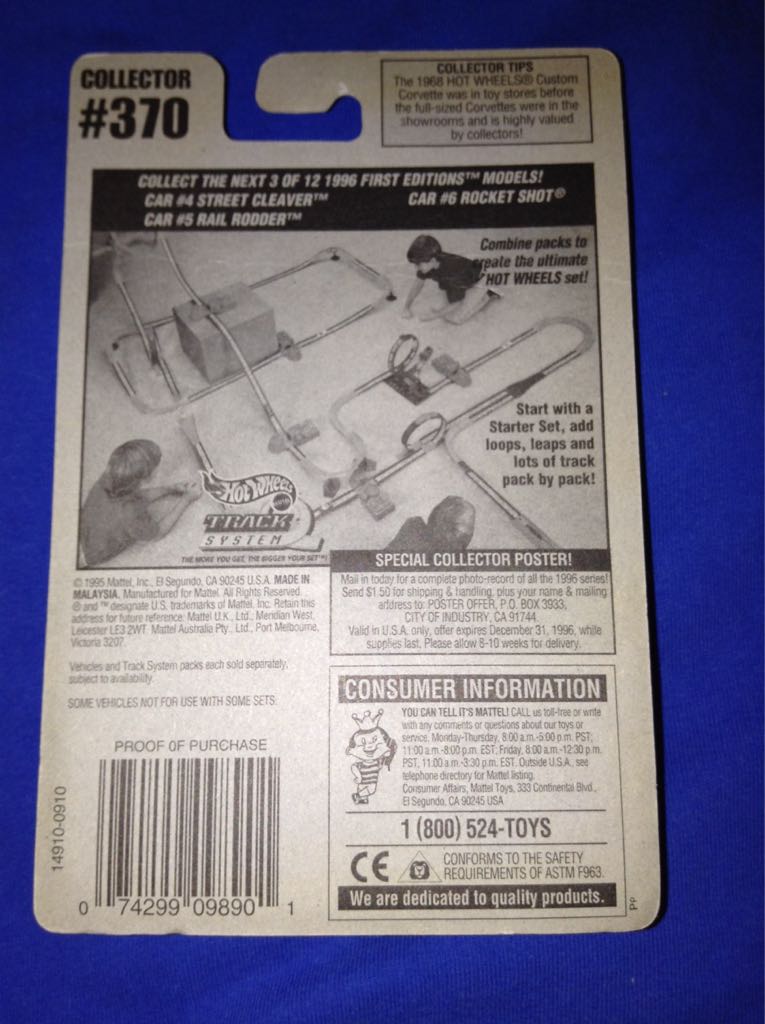 COLLECTOR
#370
COLLECTOR TIPS
The 1968 HOT WHEELS® Custom
Corvette was in toy stores before
the full-sized Corvettes were in the
showrooms and is highly valued
by collectors!
COLLECT THE NEXT 3 OF 12 1996 FIRST EDITIONS™ MODELS!
CAR #4 STREET CLEAVER™ CAR #6 ROCKET SHOT®
CAR #5 RAIL RODDER™
Combine packs to
create the ultimate
HOT WHEELS set!
Start with a
Starter Set, add
loops, leaps and
lots of track
pack by pack!
Hot Wheels
TRACK
SYSTEM
THE MORE YOU GET, THE BIGGER YOUR SET™!
© 1995 Mattel, Inc., El Segundo, CA 90245 U.S.A. MADE IN
MALAYSIA. Manufactured for Mattel. All Rights Reserved.
® and ™ designate U.S. trademarks of Mattel, Inc. Retain this
address for future reference: Mattel U.K., Ltd., Meridian West,
Leicester LE3 2WT. Mattel Australia Pty., Ltd., Port Melbourne,
Victoria 3207.
Vehicles and Track System packs each sold separately,
subject to availability.
SOME VEHICLES NOT FOR USE WITH SOME SETS.
SPECIAL COLLECTOR POSTER!
Mail in today for a complete photo-record of all the 1996 series!
Send $1.50 for shipping & handling, plus your name & mailing
address to: POSTER OFFER, P.O. BOX 3933,
CITY OF INDUSTRY, CA 91744.
Valid in U.S.A. only, offer expires December 31, 1996, while
supplies last. Please allow 8-10 weeks for delivery.
CONSUMER INFORMATION
YOU CAN TELL IT'S MATTEL! CALL us toll-free or write
with any comments or questions about our toys or
service, Monday-Thursday, 8:00 a.m.-5:00 p.m. PST;
11:00 a.m.-8:00 p.m. EST; Friday, 8:00 a.m.-12:30 p.m.
PST, 11:00 a.m.-3:30 p.m. EST. Outside U.S.A., see
telephone directory for Mattel listing.
Consumer Affairs, Mattel Toys, 333 Continental Blvd.,
El Segundo, CA 90245 USA
1 (800) 524-TOYS
CE
CONFORMS TO THE SAFETY
REQUIREMENTS OF ASTM F963.
We are dedicated to quality products.
PP
PROOF OF PURCHASE
14910-0910
0 74299 09890 1